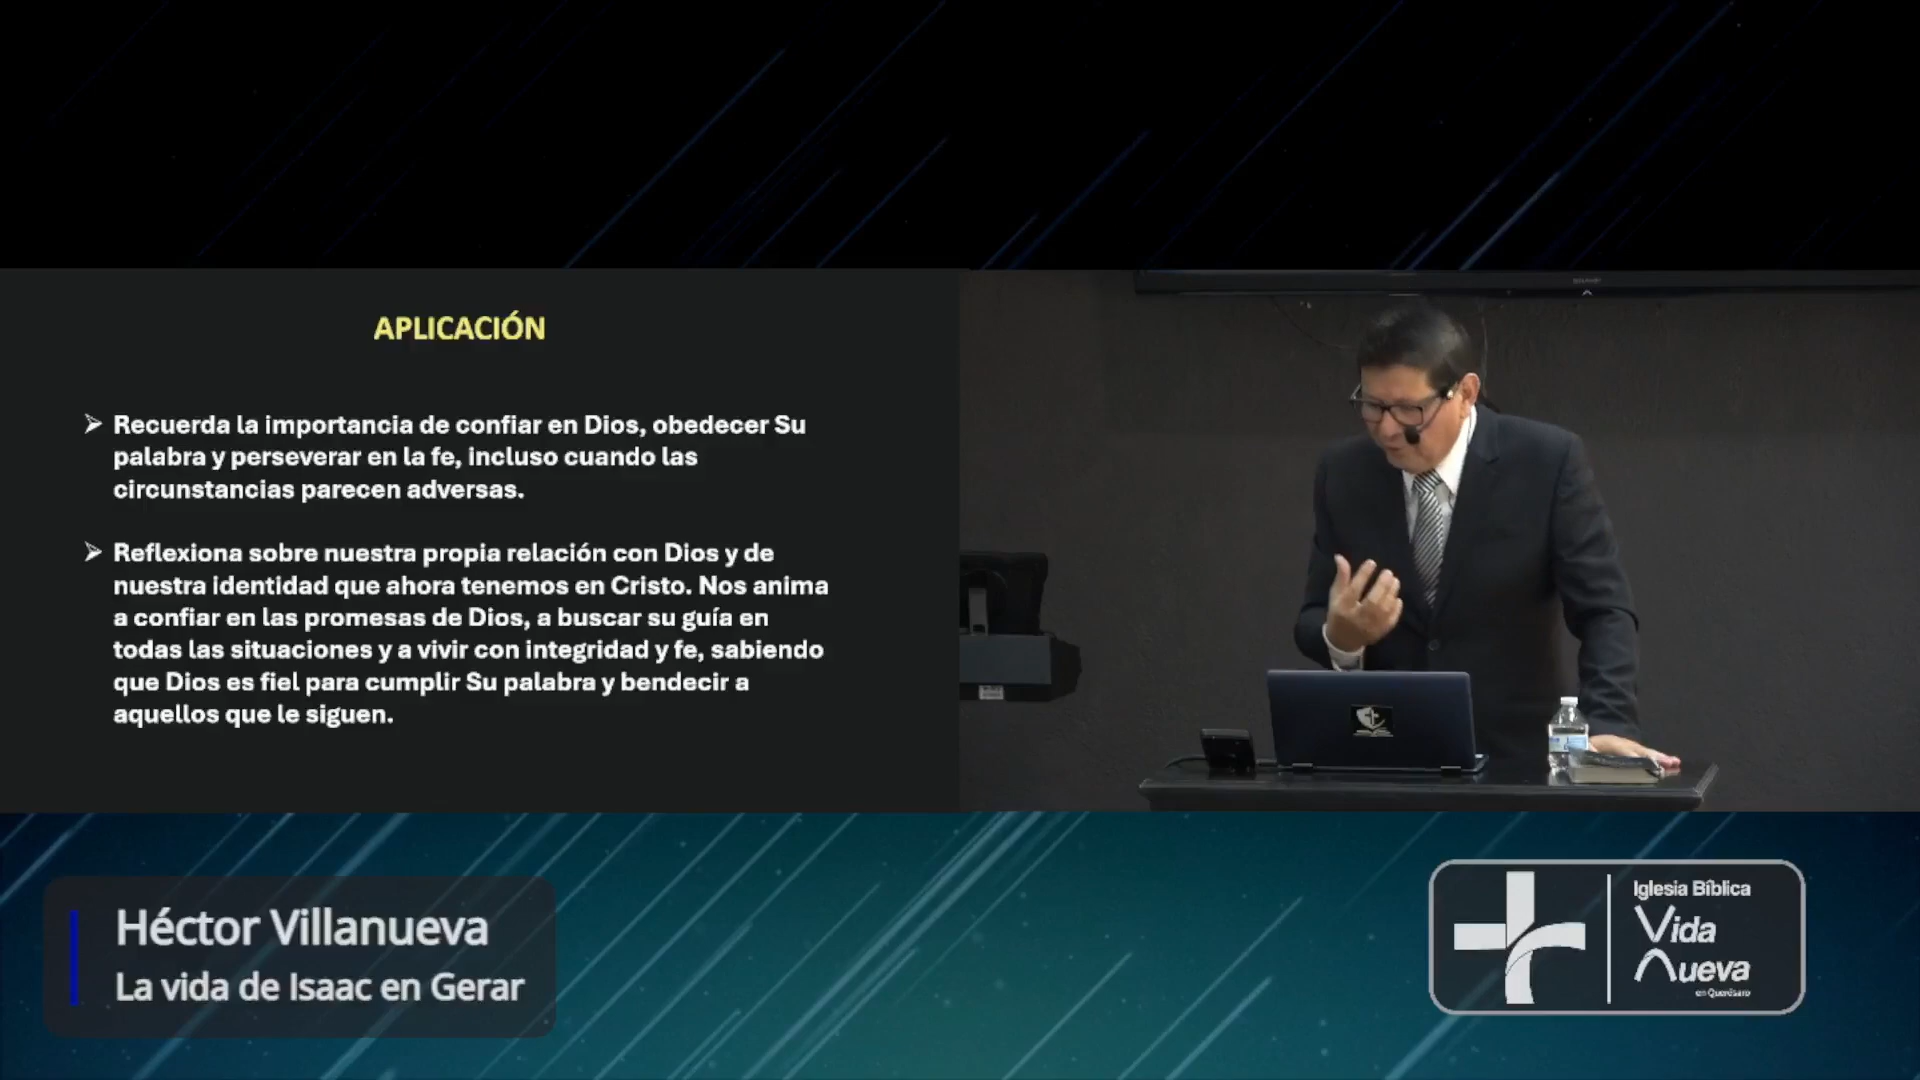 APLICACIÓN
➢ Recuerda la importancia de confiar en Dios, obedecer Su
palabra y perseverar en la fe, incluso cuando las
circunstancias parecen adversas.
➢ Reflexiona sobre nuestra propia relación con Dios y de
nuestra identidad que ahora tenemos en Cristo. Nos anima
a confiar en las promesas de Dios, a buscar su guía en
todas las situaciones y a vivir con integridad y fe, sabiendo
que Dios es fiel para cumplir Su palabra y bendecir a
aquellos que le siguen.
Héctor Villanueva
La vida de Isaac en Gerar
Iglesia Bíblica
Vida
Nueva
en Querétaro